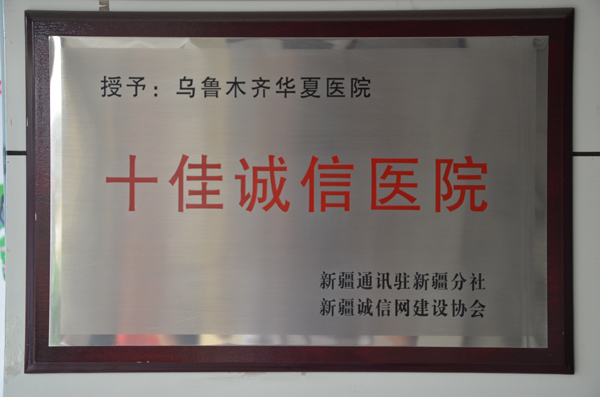 授予：乌鲁木齐华夏医院
十佳诚信医院
新疆通讯驻新疆分社
新疆诚信网建设协会